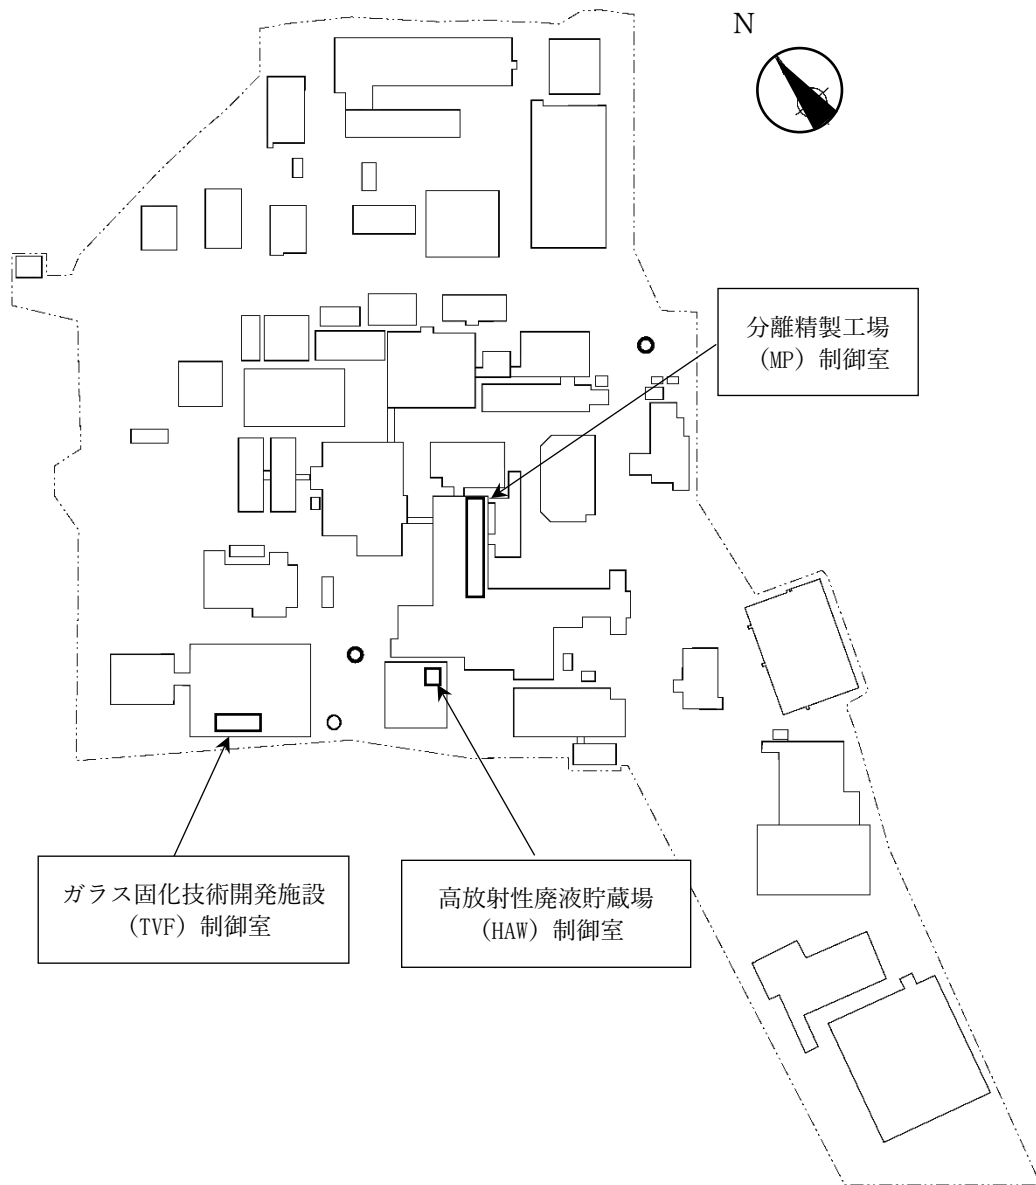 N
分離精製工場
（MP）制御室
ガラス固化技術開発施設
（TVF）制御室
高放射性廃液貯蔵場
（HAW）制御室